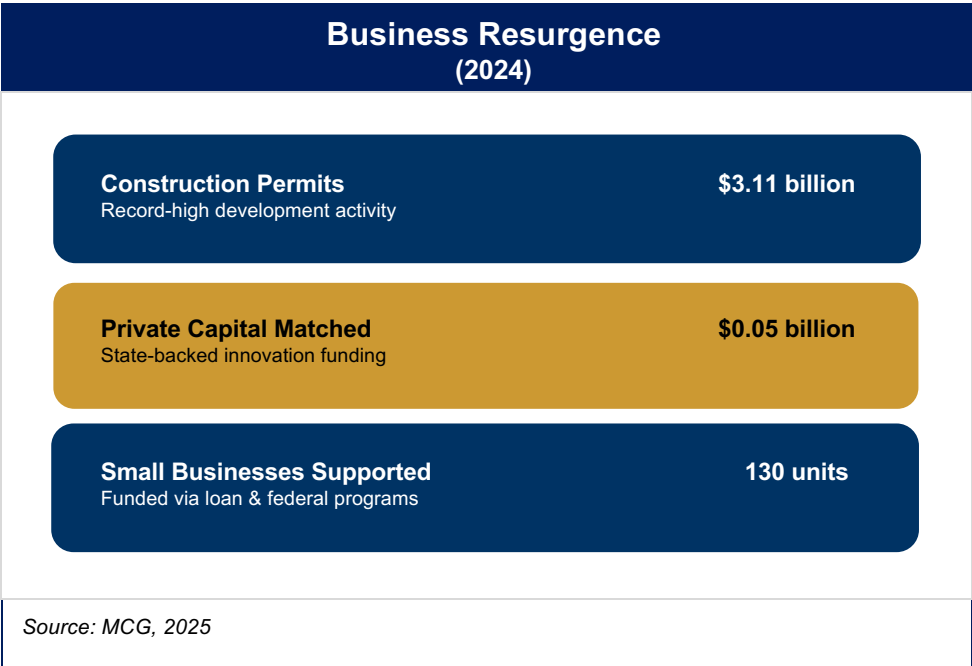 Business Resurgence
(2024)
Construction Permits $3.11 billion
Record-high development activity
Private Capital Matched $0.05 billion
State-backed innovation funding
Small Businesses Supported 130 units
Funded via loan & federal programs
Source: MCG, 2025